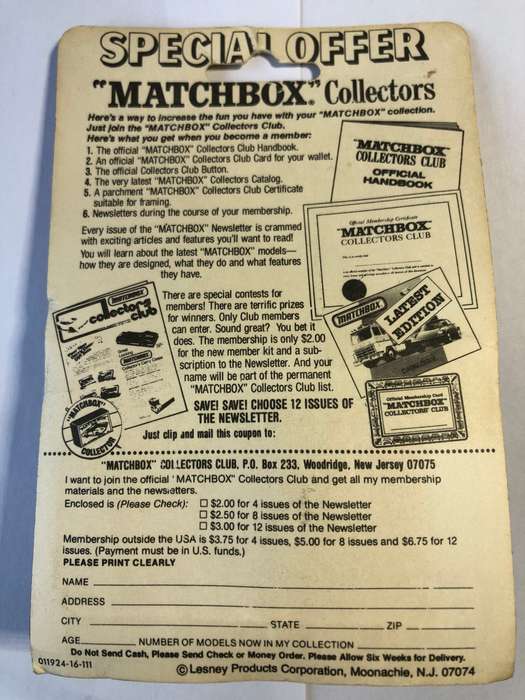 SPECIAL OFFER
"MATCHBOX"® Collectors
Here's a way to increase the fun you have with your "MATCHBOX" collection.
Just join the "MATCHBOX" Collectors Club.
Here's what you get when you become a member:
1. The official "MATCHBOX" Collectors Club Handbook.
2. An official "MATCHBOX" Collectors Club Card for your wallet.
3. The official Collectors Club Button.
4. The very latest "MATCHBOX" Collectors Catalog.
5. A parchment "MATCHBOX" Collectors Club Certificate
suitable for framing.
6. Newsletters during the course of your membership.
Every issue of the "MATCHBOX" Newsletter is crammed
with exciting articles and features you'll want to read!
You will learn about the latest "MATCHBOX" models—
how they are designed, what they do and what features
they have.
"MATCHBOX"
COLLECTORS CLUB
OFFICIAL
HANDBOOK
Official Membership Certificate
"MATCHBOX"
COLLECTORS CLUB
MATCHBOX
LATEST
EDITION
Official Membership Card
"MATCHBOX"
COLLECTORS' CLUB
MATCHBOX
collectors
club
"MATCHBOX"
COLLECTOR
There are special contests for
members! There are terrific prizes
for winners. Only Club members
can enter. Sound great? You bet it
does. The membership is only $2.00
for the new member kit and a sub-
scription to the Newsletter. And your
name will be part of the permanent
"MATCHBOX" Collectors Club list.
SAVE! SAVE! CHOOSE 12 ISSUES OF
THE NEWSLETTER.
Just clip and mail this coupon to:
"MATCHBOX" COLLECTORS CLUB, P.O. Box 233, Woodridge, New Jersey 07075
I want to join the official "MATCHBOX" Collectors Club and get all my membership
materials and the newsletters.
Enclosed is (Please Check): ☐ $2.00 for 4 issues of the Newsletter
☐ $2.50 for 8 issues of the Newsletter
☐ $3.00 for 12 issues of the Newsletter
Membership outside the USA is $3.75 for 4 issues, $5.00 for 8 issues and $6.75 for 12
issues. (Payment must be in U.S. funds.)
PLEASE PRINT CLEARLY
NAME
ADDRESS
CITY STATE ZIP
AGE NUMBER OF MODELS NOW IN MY COLLECTION
Do Not Send Cash, Please Send Check or Money Order. Please Allow Six Weeks for Delivery.
011924-16-111
© Lesney Products Corporation, Moonachie, N.J. 07074